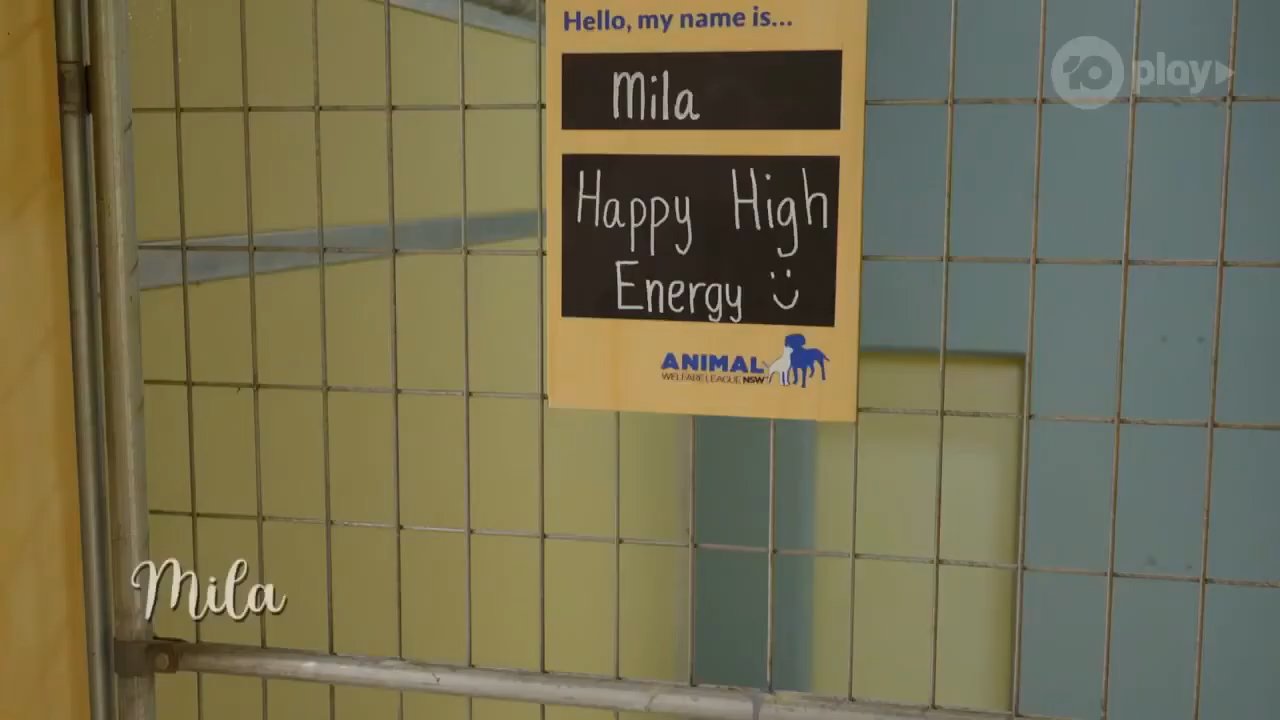 Hello, my name is...
10 play
Mila
Happy High
Energy
ANIMAL
WELFARE LEAGUE NSW
Mila